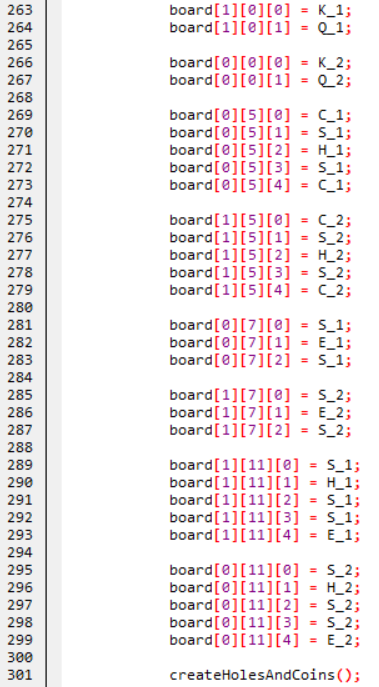 263 board[1][0][0] = K_1;
264 board[1][0][1] = Q_1;
265
266 board[0][0][0] = K_2;
267 board[0][0][1] = Q_2;
268
269 board[0][5][0] = C_1;
270 board[0][5][1] = S_1;
271 board[0][5][2] = H_1;
272 board[0][5][3] = S_1;
273 board[0][5][4] = C_1;
274
275 board[1][5][0] = C_2;
276 board[1][5][1] = S_2;
277 board[1][5][2] = H_2;
278 board[1][5][3] = S_2;
279 board[1][5][4] = C_2;
280
281 board[0][7][0] = S_1;
282 board[0][7][1] = E_1;
283 board[0][7][2] = S_1;
284
285 board[1][7][0] = S_2;
286 board[1][7][1] = E_2;
287 board[1][7][2] = S_2;
288
289 board[1][11][0] = S_1;
290 board[1][11][1] = H_1;
291 board[1][11][2] = S_1;
292 board[1][11][3] = S_1;
293 board[1][11][4] = E_1;
294
295 board[0][11][0] = S_2;
296 board[0][11][1] = H_2;
297 board[0][11][2] = S_2;
298 board[0][11][3] = S_2;
299 board[0][11][4] = E_2;
300
301 createHolesAndCoins();